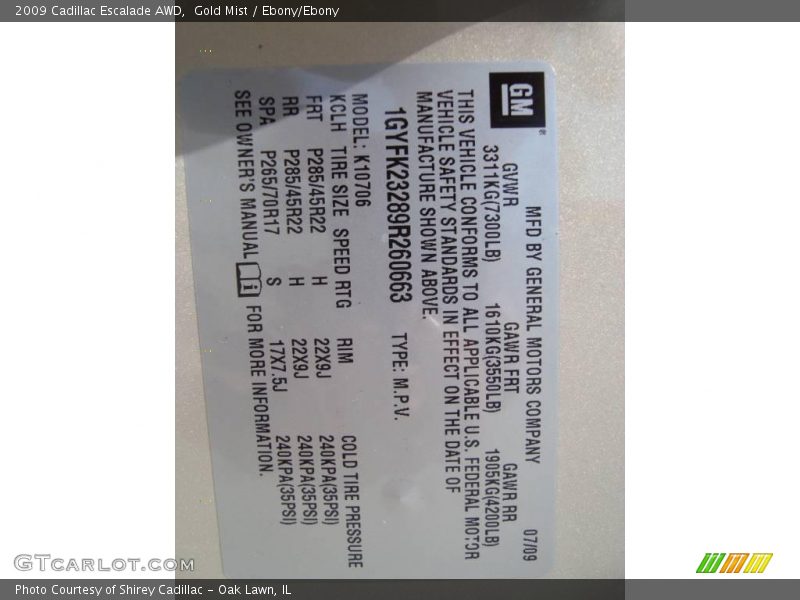 2009 Cadillac Escalade AWD,  Gold Mist / Ebony/Ebony
GM
®
MFD BY GENERAL MOTORS COMPANY 07/09
GVWR GAWR FRT GAWR RR
3311KG(7300LB) 1610KG(3550LB) 1905KG(4200LB)
THIS VEHICLE CONFORMS TO ALL APPLICABLE U.S. FEDERAL MOTOR
VEHICLE SAFETY STANDARDS IN EFFECT ON THE DATE OF
MANUFACTURE SHOWN ABOVE.
1GYFK23289R260663 TYPE: M.P.V.
MODEL: K10706
KCLH TIRE SIZE SPEED RTG RIM COLD TIRE PRESSURE
FRT P285/45R22 H 22X9J 240KPA(35PSI)
RR P285/45R22 H 22X9J 240KPA(35PSI)
SPA P265/70R17 S 17X7.5J 240KPA(35PSI)
SEE OWNER'S MANUAL i FOR MORE INFORMATION.
GTCARLOT.COM
Photo Courtesy of Shirey Cadillac - Oak Lawn, IL